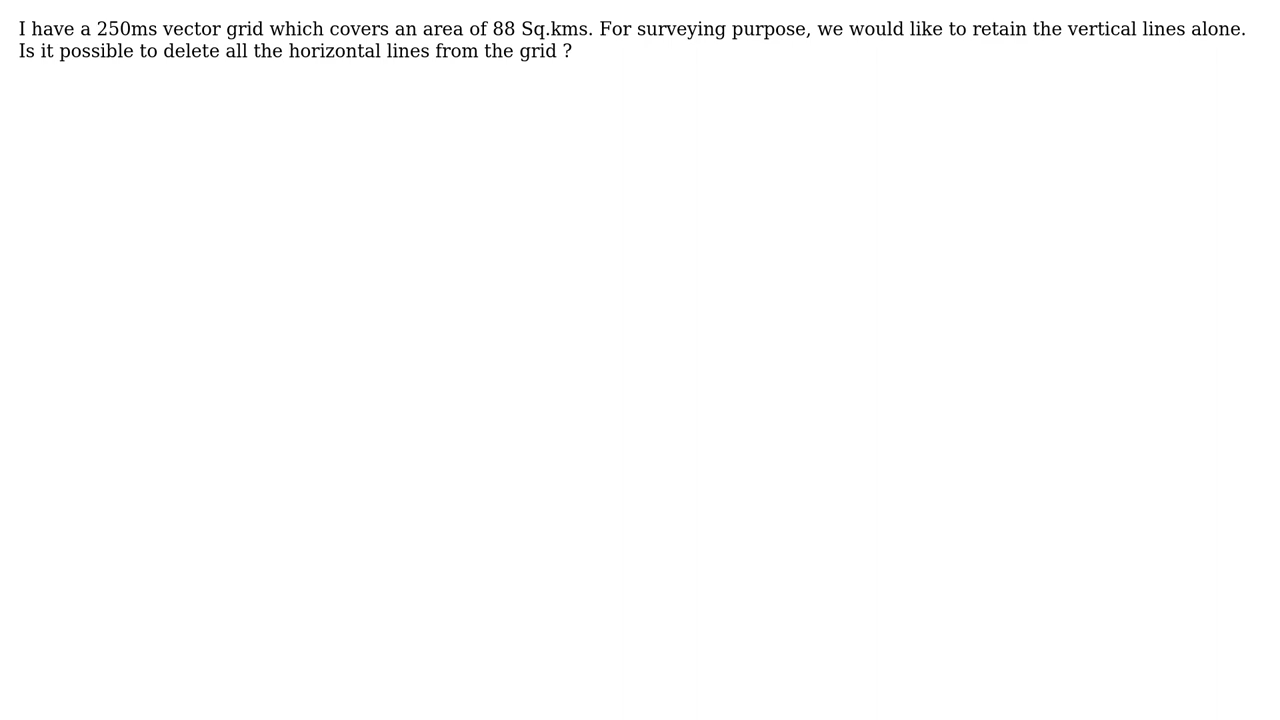 I have a 250ms vector grid which covers an area of 88 Sq.kms. For surveying purpose, we would like to retain the vertical lines alone.
Is it possible to delete all the horizontal lines from the grid ?